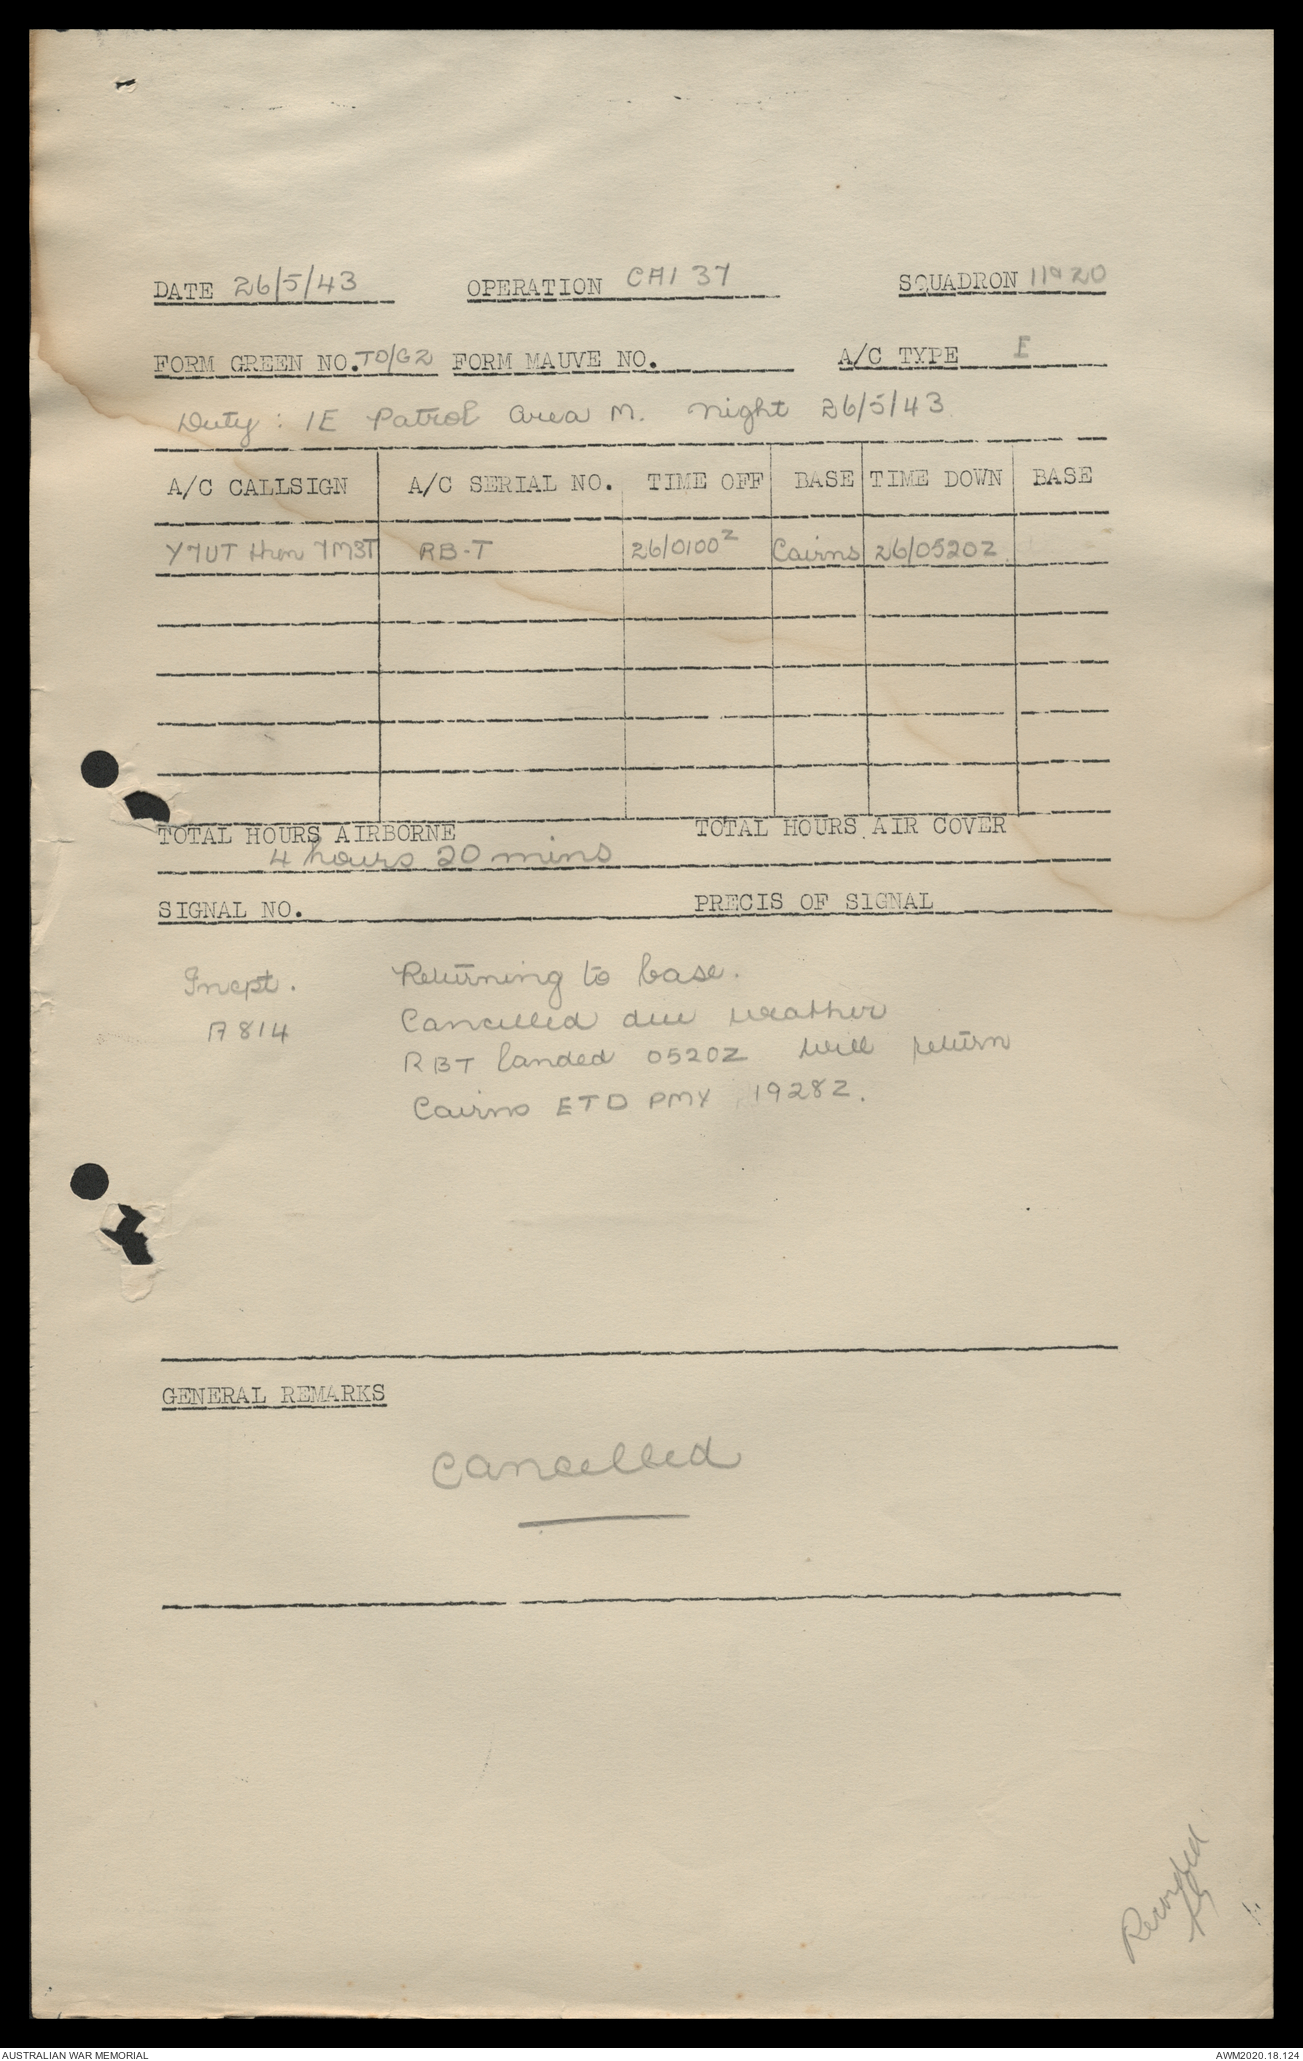 DATE 26/5/43 OPERATION CAI 37 SQUADRON 11 & 20
FORM GREEN NO. TO/G2 FORM MAUVE NO. A/C TYPE E
Duty: 1E Patrol area M. night 26/5/43
A/C CALLSIGN A/C SERIAL NO. TIME OFF BASE TIME DOWN BASE
Y7UT then 7M3T RB-T 26/0100Z Cairns 26/0520Z
TOTAL HOURS AIRBORNE TOTAL HOURS AIR COVER
4 hours 20 mins
SIGNAL NO. PRECIS OF SIGNAL
Incpt. Returning to base.
A814 Cancelled due weather
RBT landed 0520Z will return
Cairns ETD PMY 1928Z.
GENERAL REMARKS
Cancelled
Recorded
AUSTRALIAN WAR MEMORIAL AWM2020.18.124